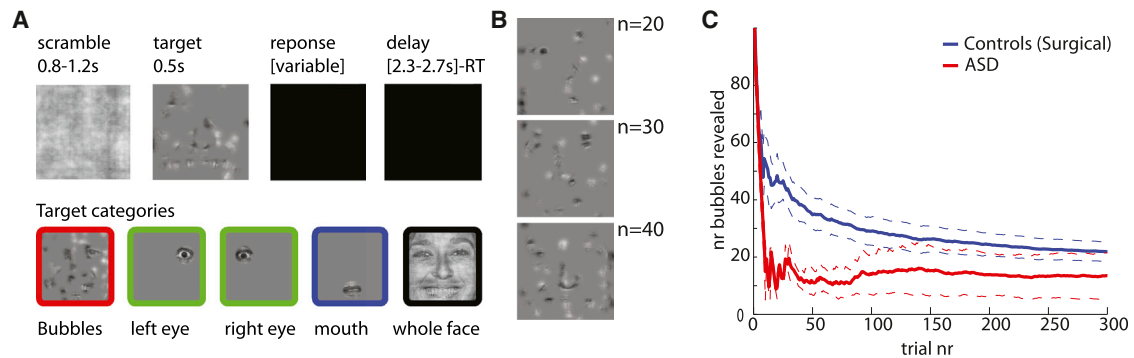 A
scramble
0.8-1.2s
target
0.5s
reponse
[variable]
delay
[2.3-2.7s]-RT
Target categories
Bubbles
left eye
right eye
mouth
whole face
B
n=20
n=30
n=40
C
Controls (Surgical)
ASD
nr bubbles revealed
80
60
40
20
0
0
50
100
150
200
250
300
trial nr